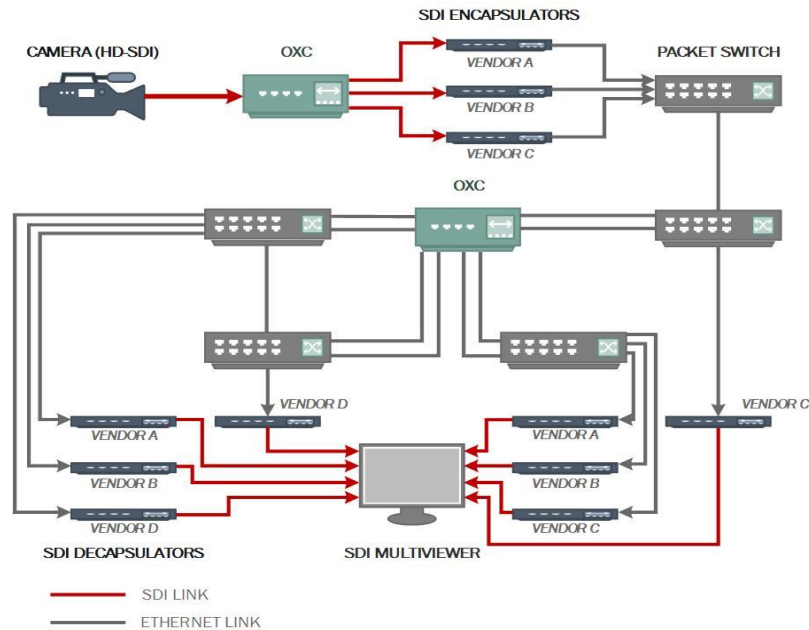 SDI ENCAPSULATORS
CAMERA (HD-SDI)
OXC
PACKET SWITCH
VENDOR A
VENDOR B
VENDOR C
OXC
VENDOR D
VENDOR C
VENDOR A
VENDOR A
VENDOR B
VENDOR B
VENDOR D
VENDOR C
SDI DECAPSULATORS
SDI MULTIVIEWER
SDI LINK
ETHERNET LINK